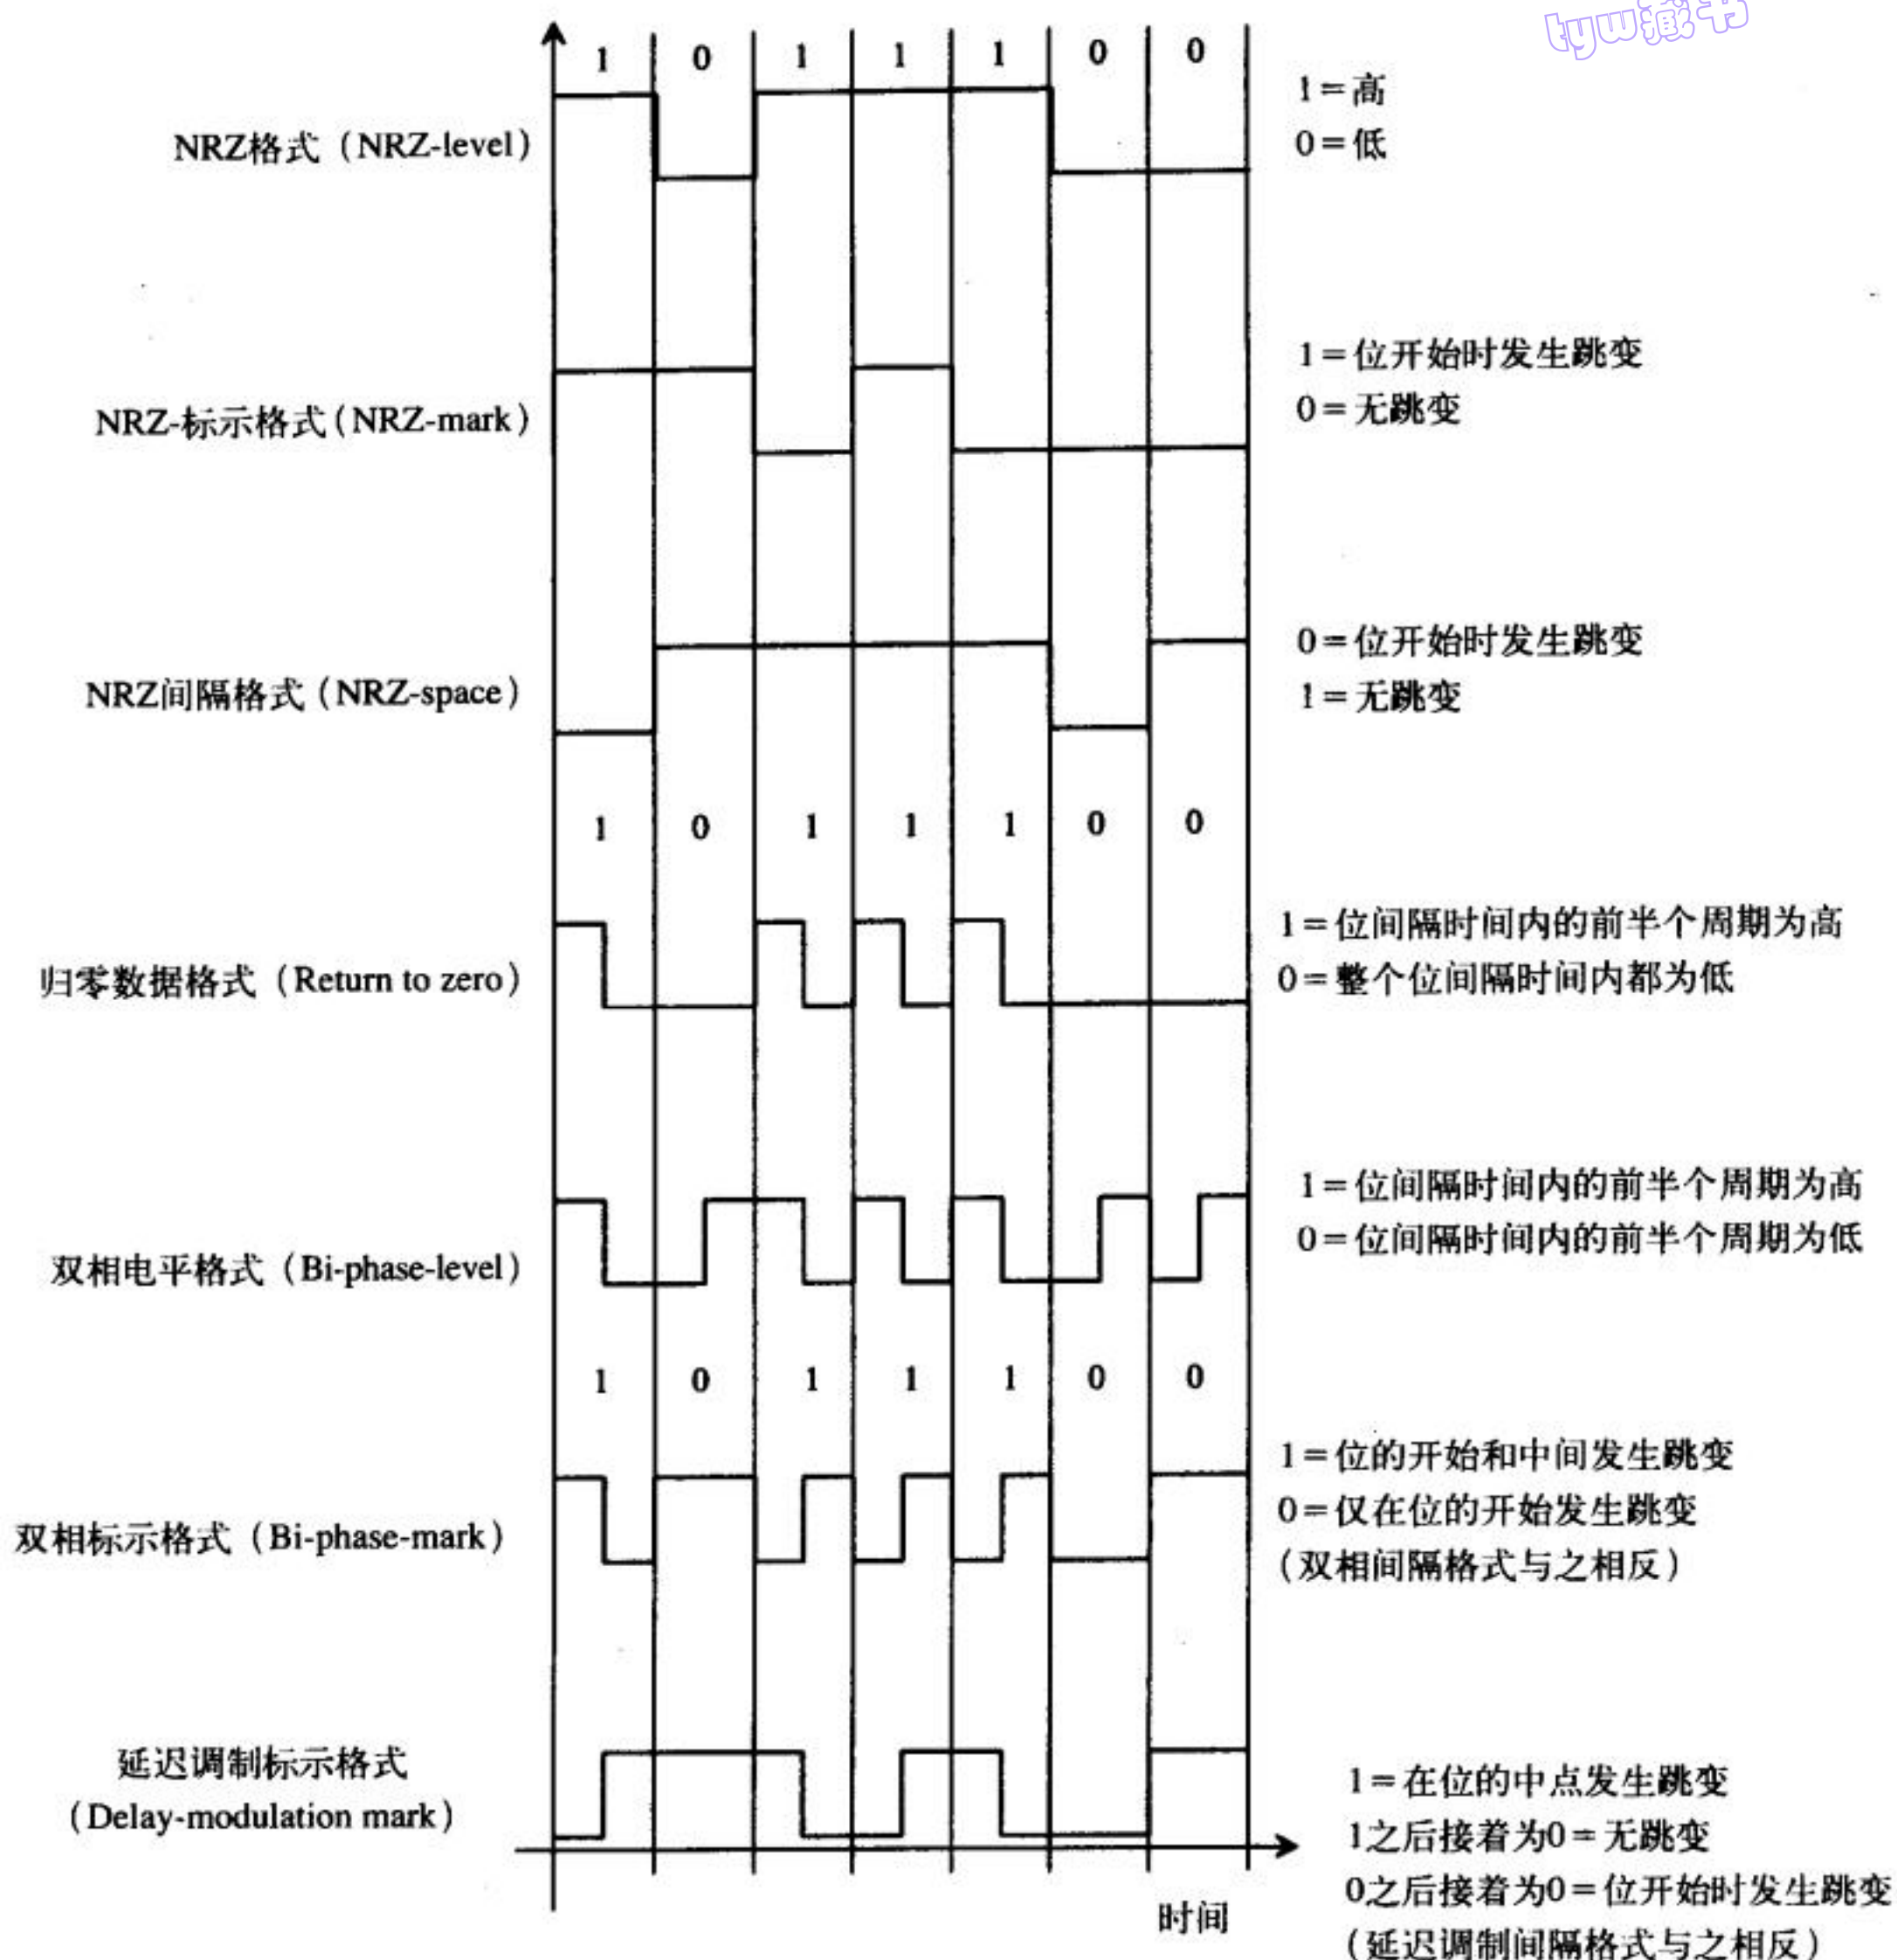 tyw藏书
1 0 1 1 1 0 0
1=高
0=低
NRZ格式（NRZ-level）
1=位开始时发生跳变
0=无跳变
NRZ-标示格式（NRZ-mark）
0=位开始时发生跳变
1=无跳变
NRZ间隔格式（NRZ-space）
1 0 1 1 1 0 0
1=位间隔时间内的前半个周期为高
0=整个位间隔时间内都为低
归零数据格式（Return to zero）
1=位间隔时间内的前半个周期为高
0=位间隔时间内的前半个周期为低
双相电平格式（Bi-phase-level）
1 0 1 1 1 0 0
1=位的开始和中间发生跳变
0=仅在位的开始发生跳变
（双相间隔格式与之相反）
双相标示格式（Bi-phase-mark）
延迟调制标示格式
（Delay-modulation mark）
1=在位的中点发生跳变
1之后接着为0=无跳变
0之后接着为0=位开始时发生跳变
（延迟调制间隔格式与之相反）
时间